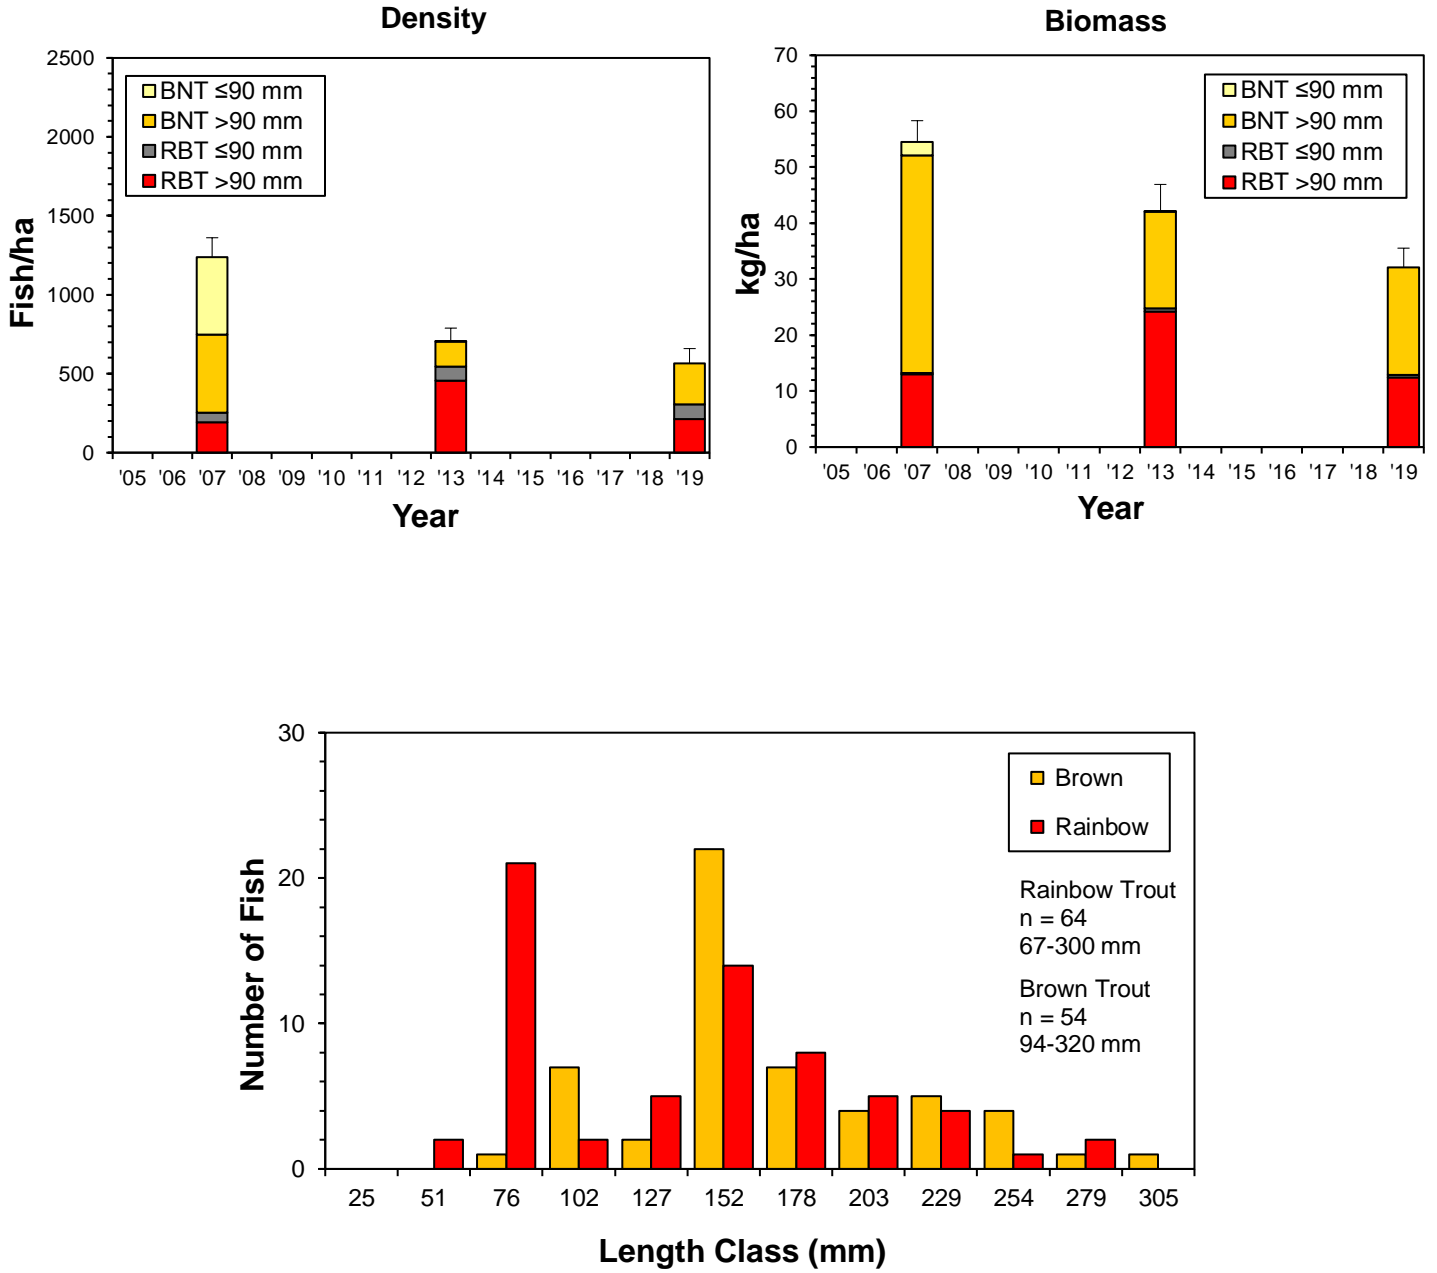 Density
2500
2000
1500
1000
500
0
Fish/ha
BNT ≤90 mm
BNT >90 mm
RBT ≤90 mm
RBT >90 mm
'05 '06 '07 '08 '09 '10 '11 '12 '13 '14 '15 '16 '17 '18 '19
Year
Biomass
70
60
50
40
30
20
10
0
kg/ha
BNT ≤90 mm
BNT >90 mm
RBT ≤90 mm
RBT >90 mm
'05 '06 '07 '08 '09 '10 '11 '12 '13 '14 '15 '16 '17 '18 '19
Year
30
20
10
0
Number of Fish
Brown
Rainbow
Rainbow Trout
n = 64
67-300 mm
Brown Trout
n = 54
94-320 mm
25 51 76 102 127 152 178 203 229 254 279 305
Length Class (mm)